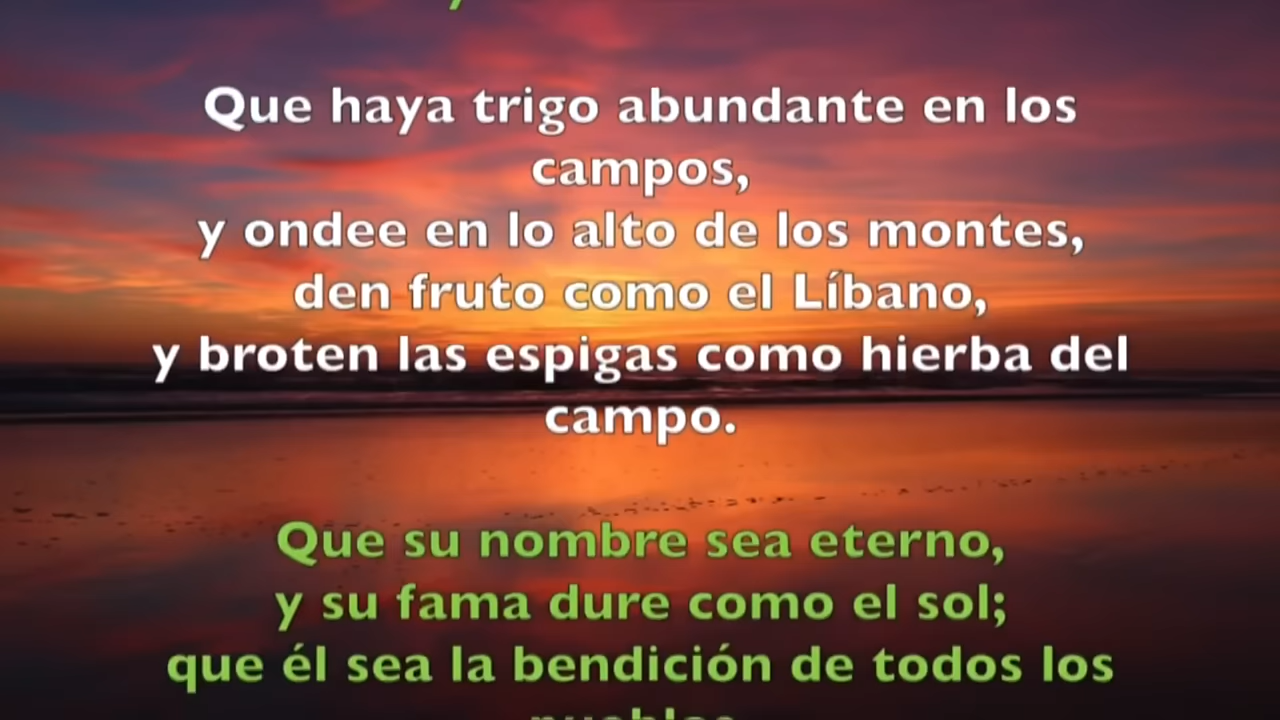 Que haya trigo abundante en los
campos,
y ondee en lo alto de los montes,
den fruto como el Líbano,
y broten las espigas como hierba del
campo.
Que su nombre sea eterno,
y su fama dure como el sol;
que él sea la bendición de todos los